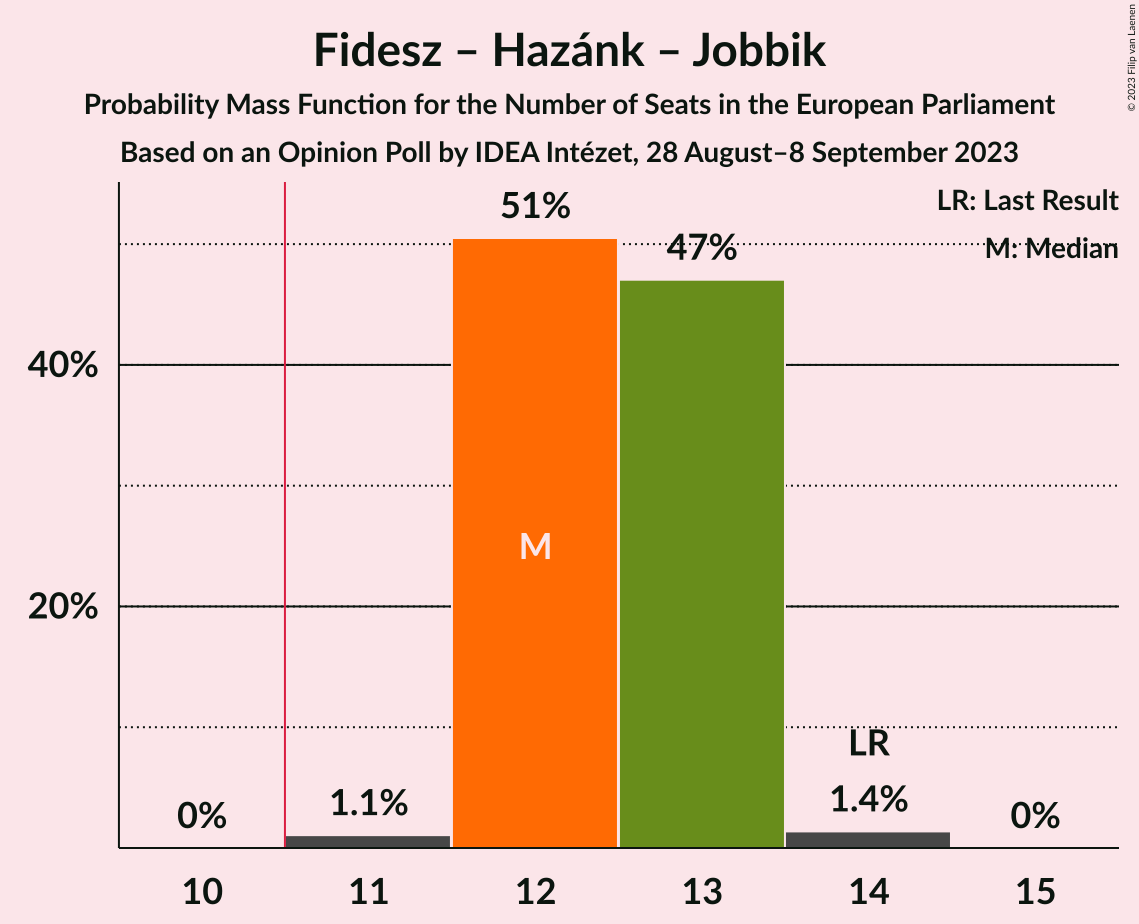 Fidesz – Hazánk – Jobbik
Probability Mass Function for the Number of Seats in the European Parliament
Based on an Opinion Poll by IDEA Intézet, 28 August–8 September 2023
© 2023 Filip van Laenen
LR: Last Result
M: Median
51%
47%
40%
M
20%
LR
0%
1.1%
1.4%
0%
10
11
12
13
14
15